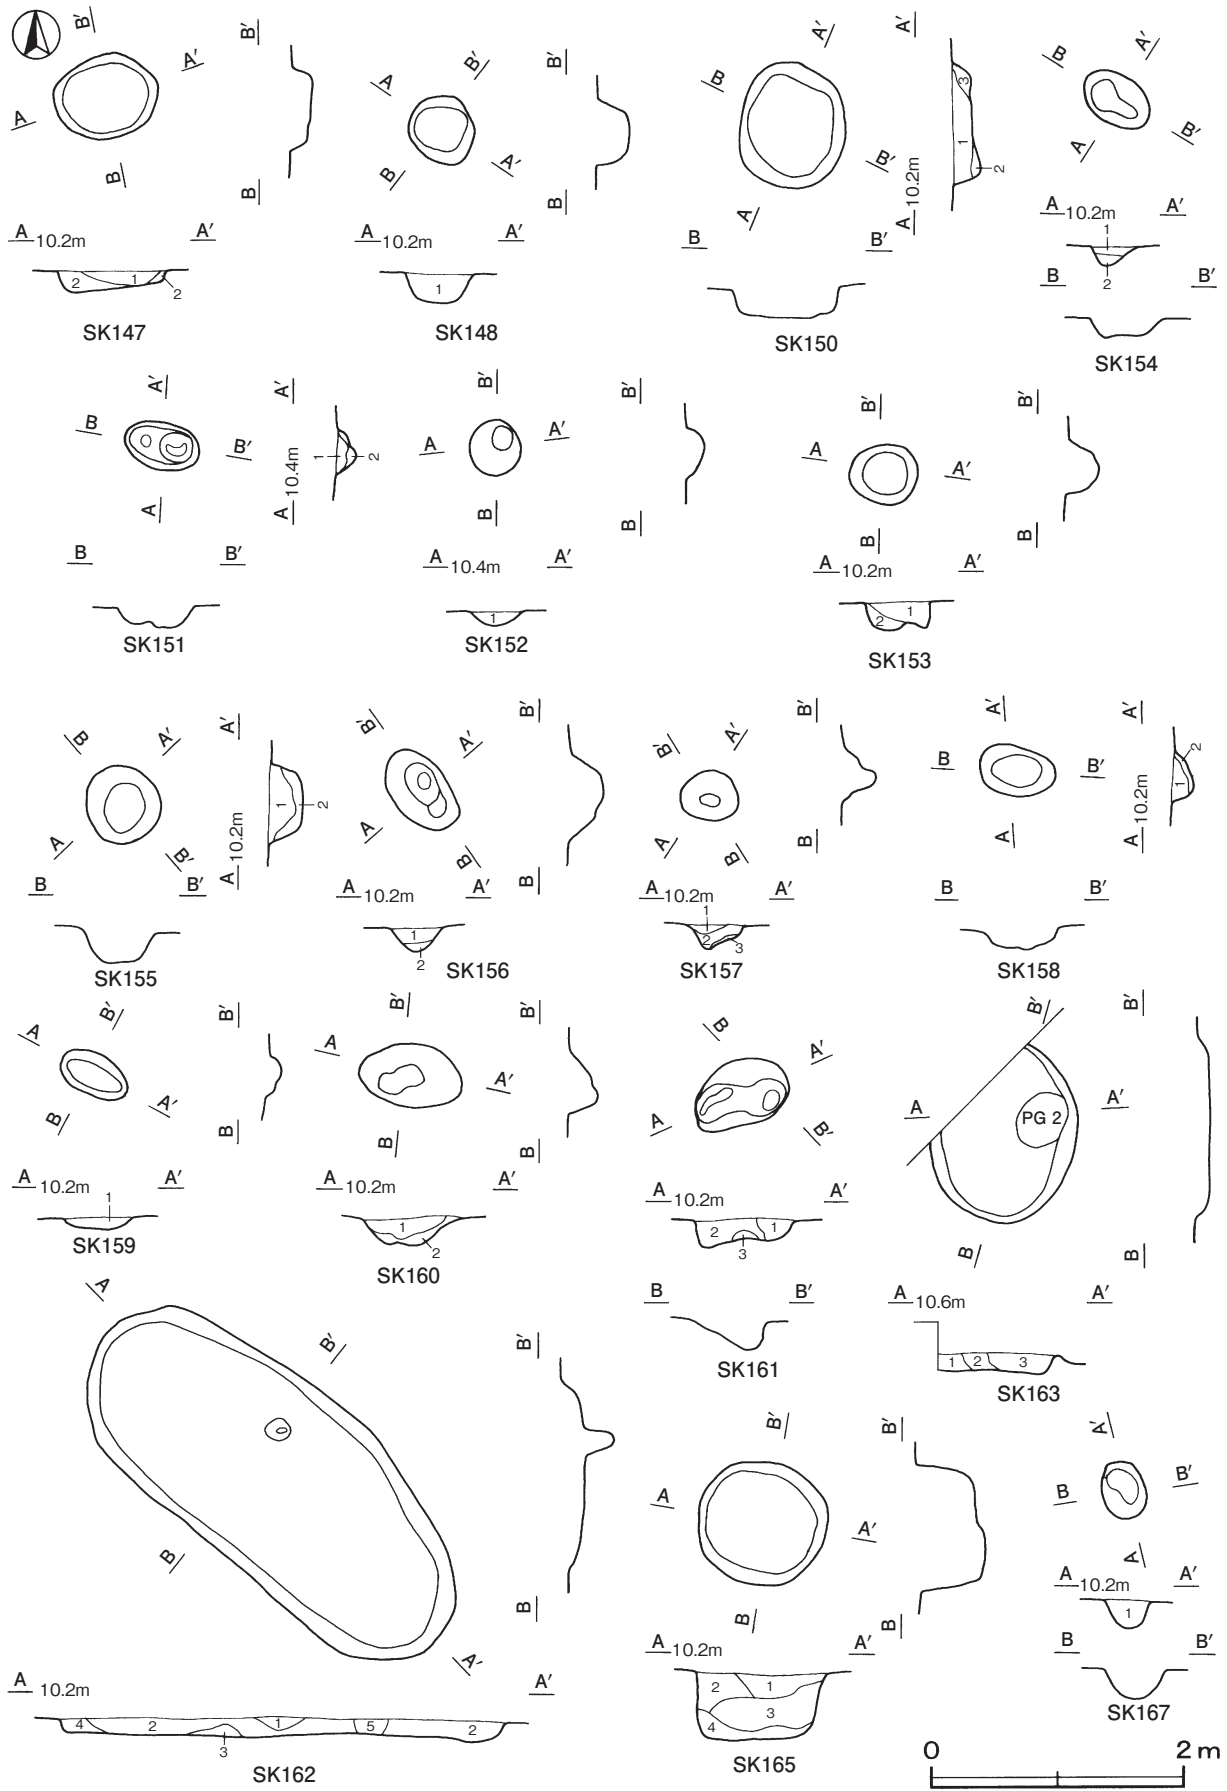 B′
A′
A
B
B′
B
A 10.2m A′
2 1 2
SK147
A
B′
B
A′
B′
B
A 10.2m A′
1
SK148
A′
B
B′
A
A′
A 10.2m
3
1
2
B B′
SK150
B
A′
A
B′
A 10.2m A′
1
2
B B′
SK154
A′
B
B′
A
A′
A 10.4m
1 2
B B′
SK151
B′
A A′
B
B′
B
A 10.4m A′
1
SK152
B′
A
A′
B
B′
B
A 10.2m A′
1
2
SK153
B
A′
A
B′
A′
A 10.2m
1 2
B B′
SK155
B′
A′
A
B
B′
B
A 10.2m A′
1
2
SK156
B′
A′
A
B
B′
B
A 10.2m A′
1
2
3
SK157
A′
B
B′
A
A′
A 10.2m
2
1
B B′
SK158
A
B′
B
A′
B′
B
A 10.2m A′
1
SK159
B′
A
A′
B
B′
B
A 10.2m A′
1
2
SK160
B
A′
A
B′
A 10.2m A′
2 1
3
B B′
SK161
B′
A
A′
PG 2
B
B′
B
A 10.6m A′
1 2 3
SK163
A
B′
B
A′
B′
B
A 10.2m A′
4 2 1 5 2
3
SK162
B′
A
A′
B
B′
B
A 10.2m A′
2 1
3
4
SK165
A′
B
B′
A
A 10.2m A′
1
B B′
SK167
0 2 m